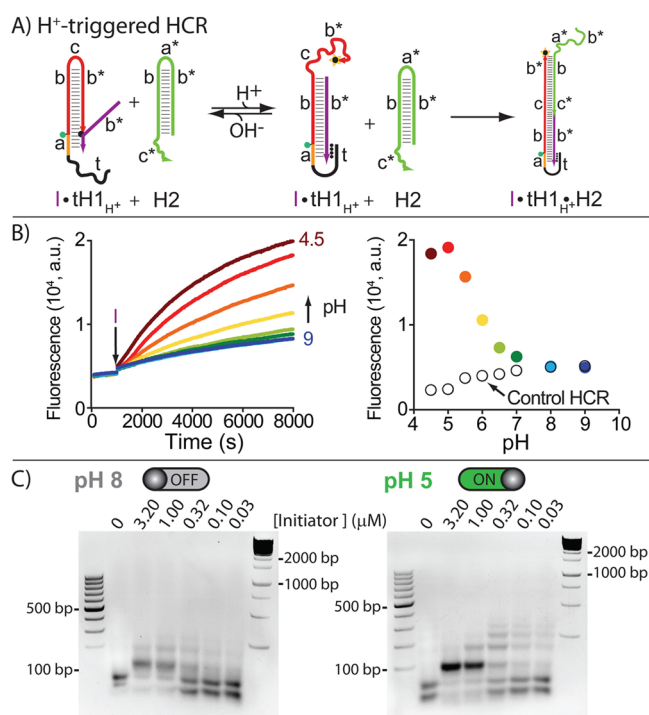 A) H⁺-triggered HCR
c
b b*
a
b*
t
+
a*
b b*
c*
H⁺
OH⁻
b*
c
b b*
a
t
+
a*
b b*
c*
a* b*
b* b
c c*
b b*
a
t
I•tH1H+ + H2
I•tH1H+ + H2
I•tH1H+•H2
B)
Fluorescence (10⁴, a.u.)
2
1
0
I
4.5
pH
9
0 2000 4000 6000 8000
Time (s)
Fluorescence (10⁴, a.u.)
2
1
0
Control HCR
4 5 6 7 8 9 10
pH
C)
pH 8 OFF
pH 5 ON
0 3.20 1.00 0.32 0.10 0.03
[Initiator ] (µM)
0 3.20 1.00 0.32 0.10 0.03
500 bp
100 bp
2000 bp
1000 bp
500 bp
100 bp
2000 bp
1000 bp